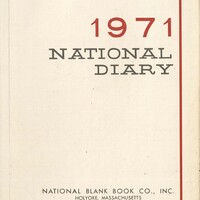 1971
NATIONAL
DIARY
NATIONAL BLANK BOOK CO., INC.
HOLYOKE, MASSACHUSETTS